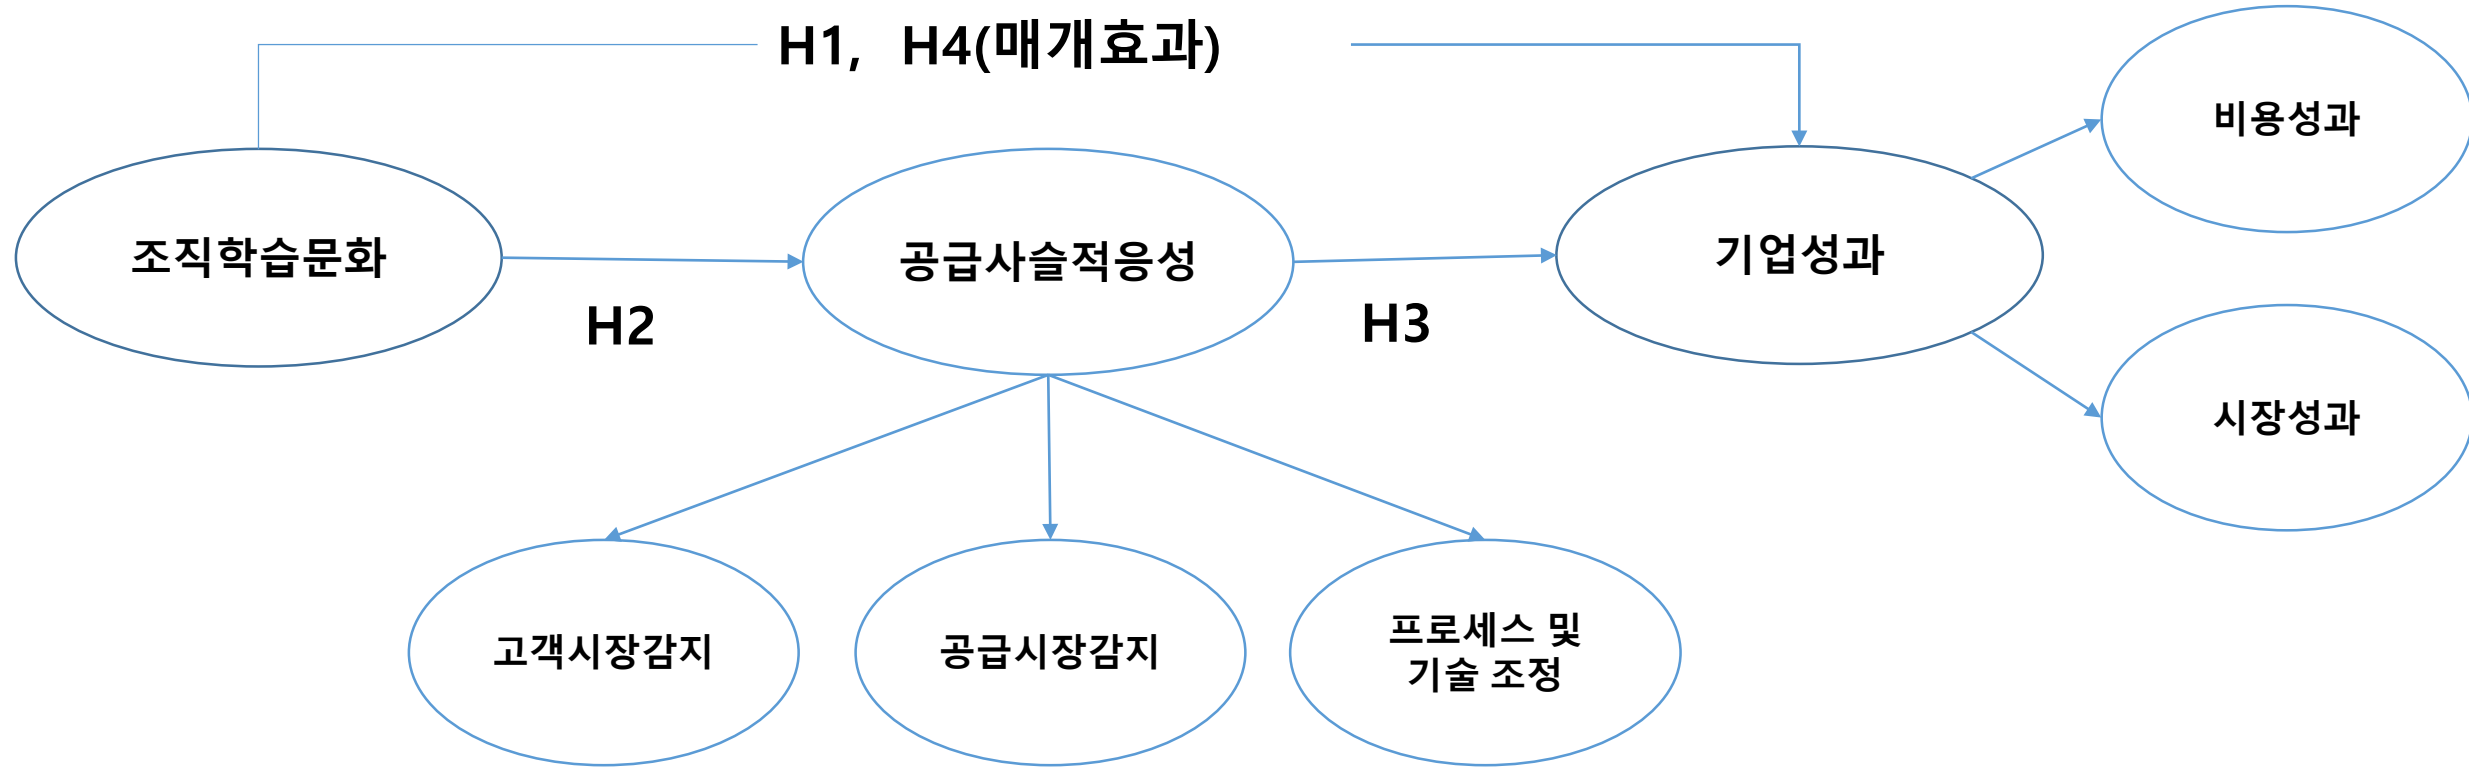 H1, H4(매개효과)
비용성과
조직학습문화
공급사슬적응성
기업성과
H2
H3
시장성과
고객시장감지
공급시장감지
프로세스 및
기술 조정